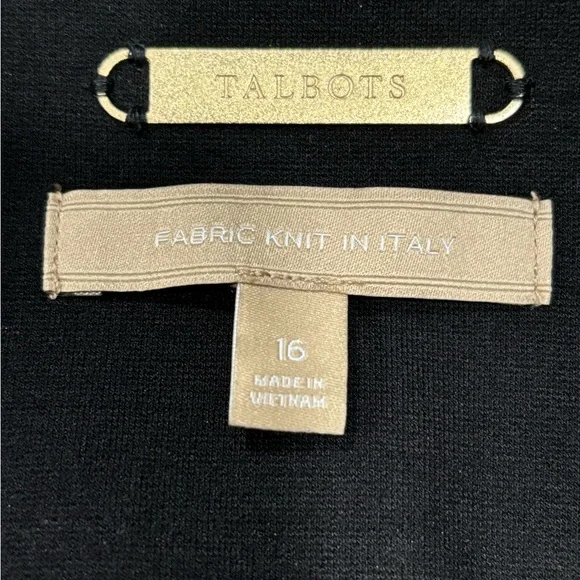 TALBOTS
FABRIC KNIT IN ITALY
16
MADE IN
VIETNAM